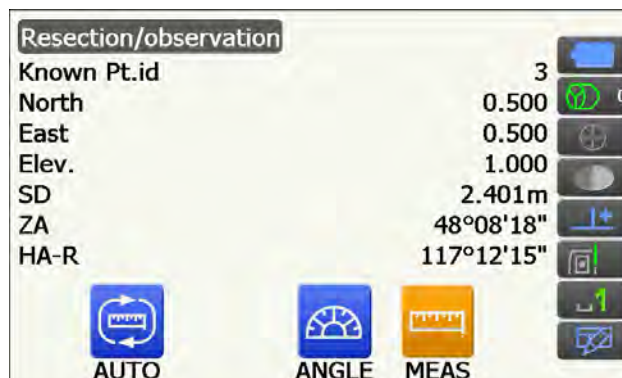 Resection/observation
Known Pt.id 3
North 0.500
East 0.500
Elev. 1.000
SD 2.401m
ZA 48°08'18"
HA-R 117°12'15"
AUTO ANGLE MEAS